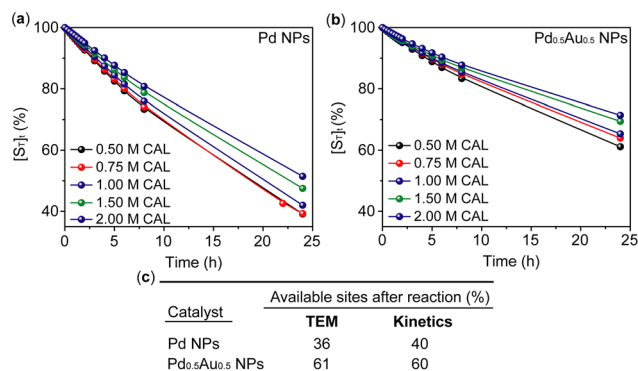 (a)
Pd NPs
[Sₜ]ₜ (%)
100
80
60
40
0.50 M CAL
0.75 M CAL
1.00 M CAL
1.50 M CAL
2.00 M CAL
0 5 10 15 20 25
Time (h)
(b)
Pd₀.₅Au₀.₅ NPs
[Sₜ]ₜ (%)
100
80
60
40
0.50 M CAL
0.75 M CAL
1.00 M CAL
1.50 M CAL
2.00 M CAL
0 5 10 15 20 25
Time (h)
(c)
Available sites after reaction (%)
Catalyst TEM Kinetics
Pd NPs 36 40
Pd₀.₅Au₀.₅ NPs 61 60